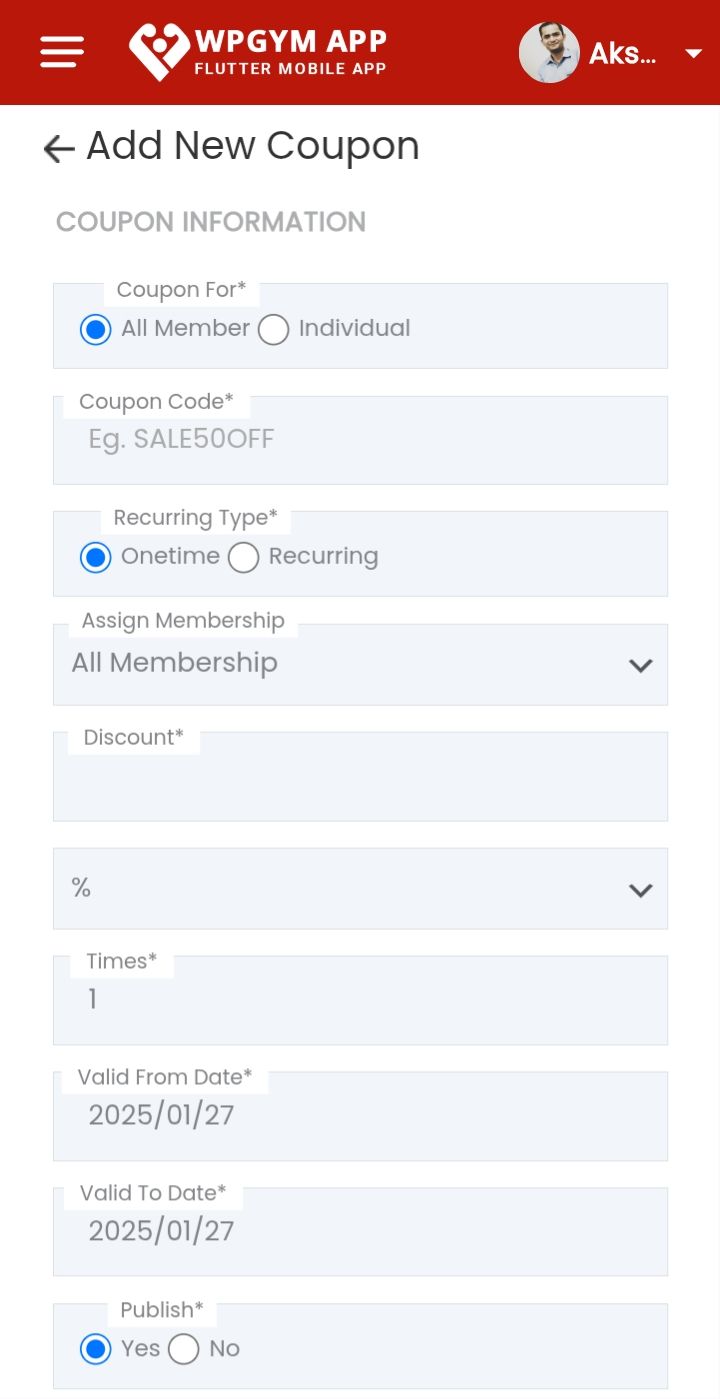 WPGYM APP
FLUTTER MOBILE APP
Aks...
Add New Coupon
COUPON INFORMATION
Coupon For*
All Member Individual
Coupon Code*
Eg. SALE50OFF
Recurring Type*
Onetime Recurring
Assign Membership
All Membership
Discount*
%
Times*
1
Valid From Date*
2025/01/27
Valid To Date*
2025/01/27
Publish*
Yes No